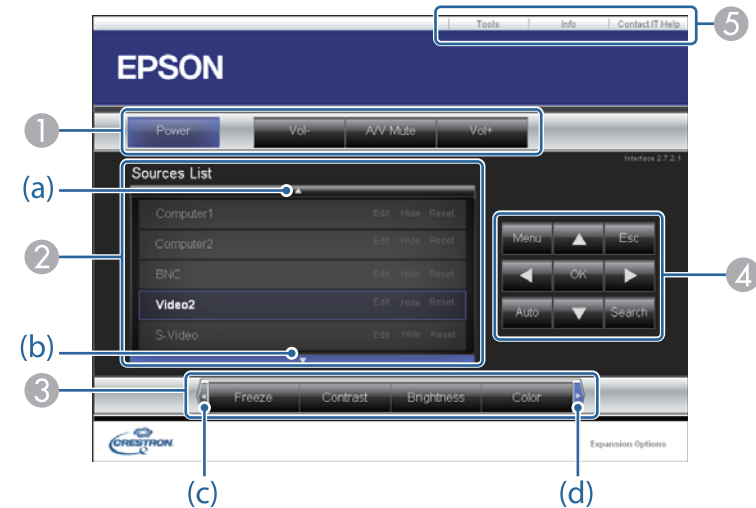 Tools Info Contact IT Help 5
EPSON
1 Power Vol- A/V Mute Vol+
Interface 2.7.2.1
Sources List
(a)
Computer1 Edit Hide Reset
Menu Esc
2 Computer2 Edit Hide Reset
BNC Edit Hide Reset
OK 4
Video2 Edit Hide Reset
Auto Search
S-Video Edit Hide Reset
(b)
3 Freeze Contrast Brightness Color
CRESTRON Expansion Options
(c) (d)